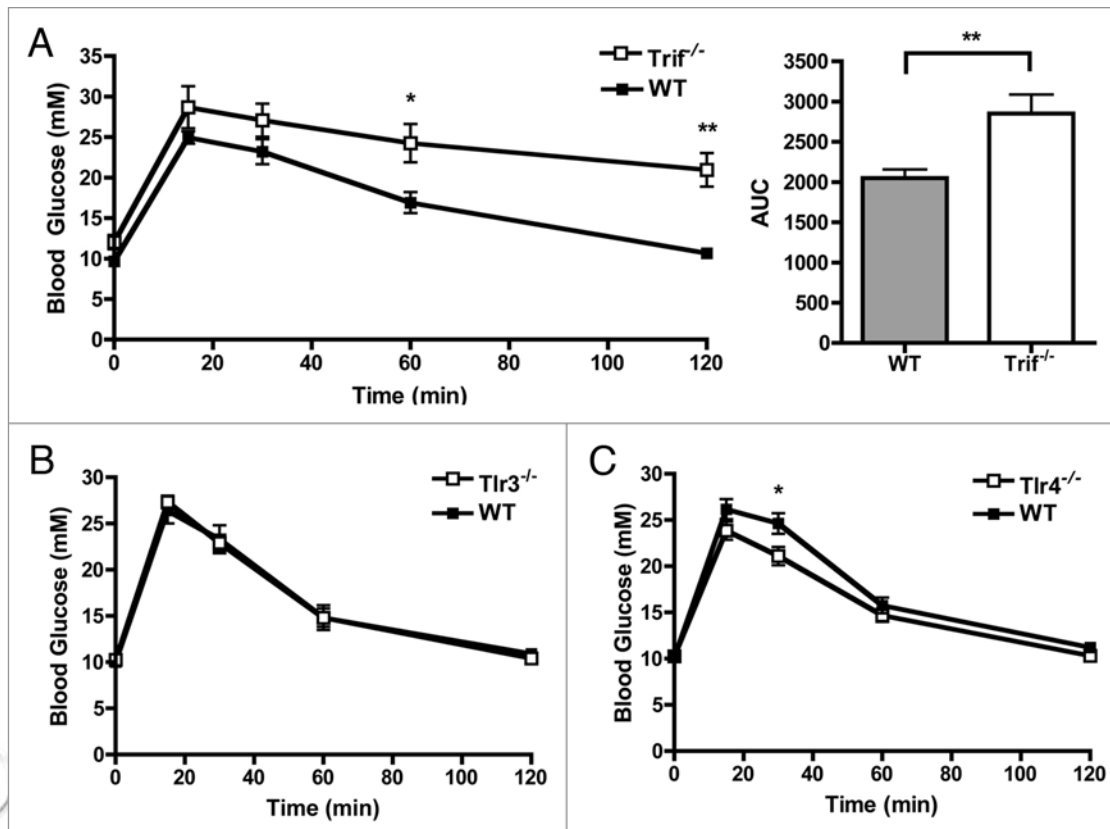 A
Blood Glucose (mM)
35
30
25
20
15
10
5
0
0 20 40 60 80 100 120
Time (min)
Trif-/-
WT
*
**
AUC
3500
3000
2500
2000
1500
1000
500
0
WT Trif-/-
**
B
Blood Glucose (mM)
30
25
20
15
10
5
0
0 20 40 60 80 100 120
Time (min)
Tlr3-/-
WT
C
Blood Glucose (mM)
30
25
20
15
10
5
0
0 20 40 60 80 100 120
Time (min)
Tlr4-/-
WT
*